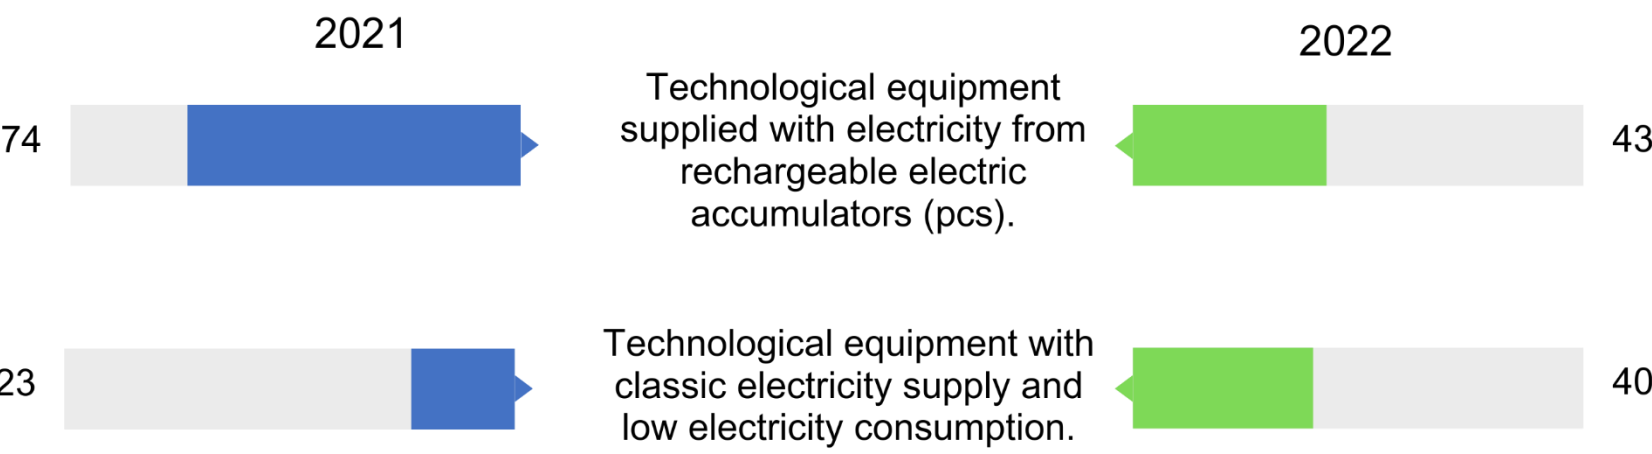 2021
2022
74
Technological equipment
supplied with electricity from
rechargeable electric
accumulators (pcs).
43
23
Technological equipment with
classic electricity supply and
low electricity consumption.
40